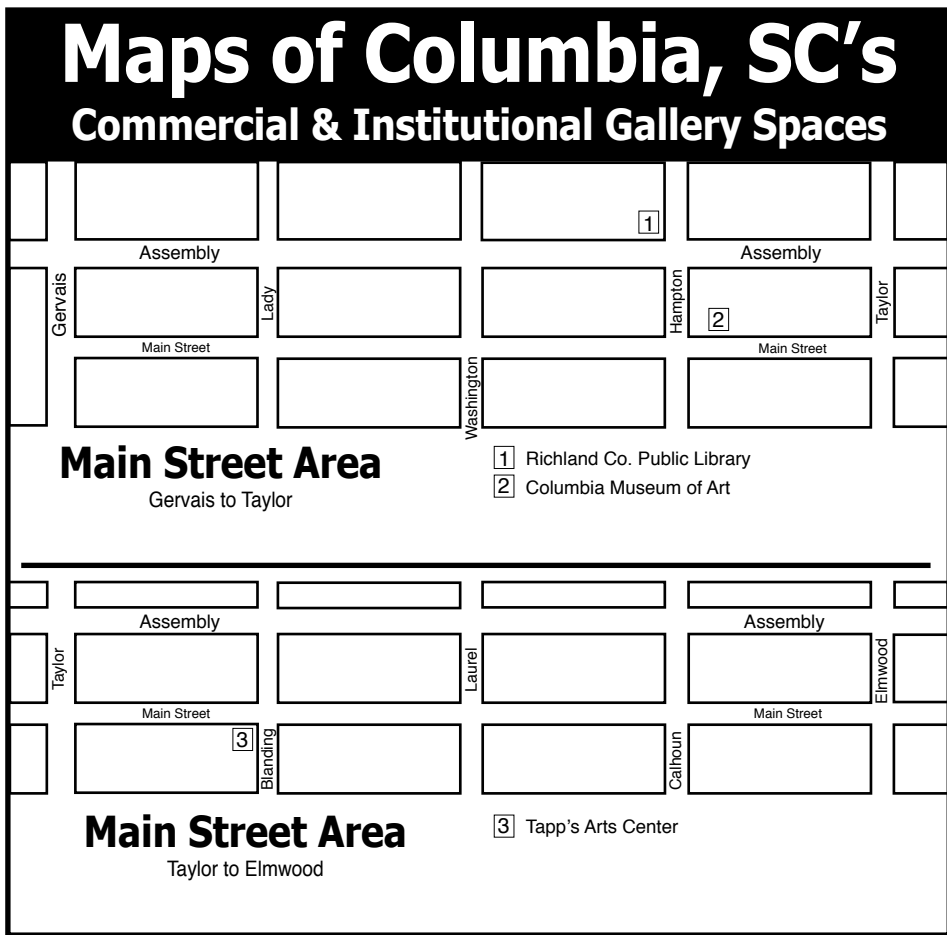 Maps of Columbia, SC's
Commercial & Institutional Gallery Spaces
1
Assembly
Assembly
Gervais
Lady
Hampton
2
Taylor
Main Street
Main Street
Washington
Main Street Area
Gervais to Taylor
1 Richland Co. Public Library
2 Columbia Museum of Art
Assembly
Assembly
Taylor
Laurel
Elmwood
Main Street
Main Street
3
Blanding
Calhoun
Main Street Area
Taylor to Elmwood
3 Tapp's Arts Center